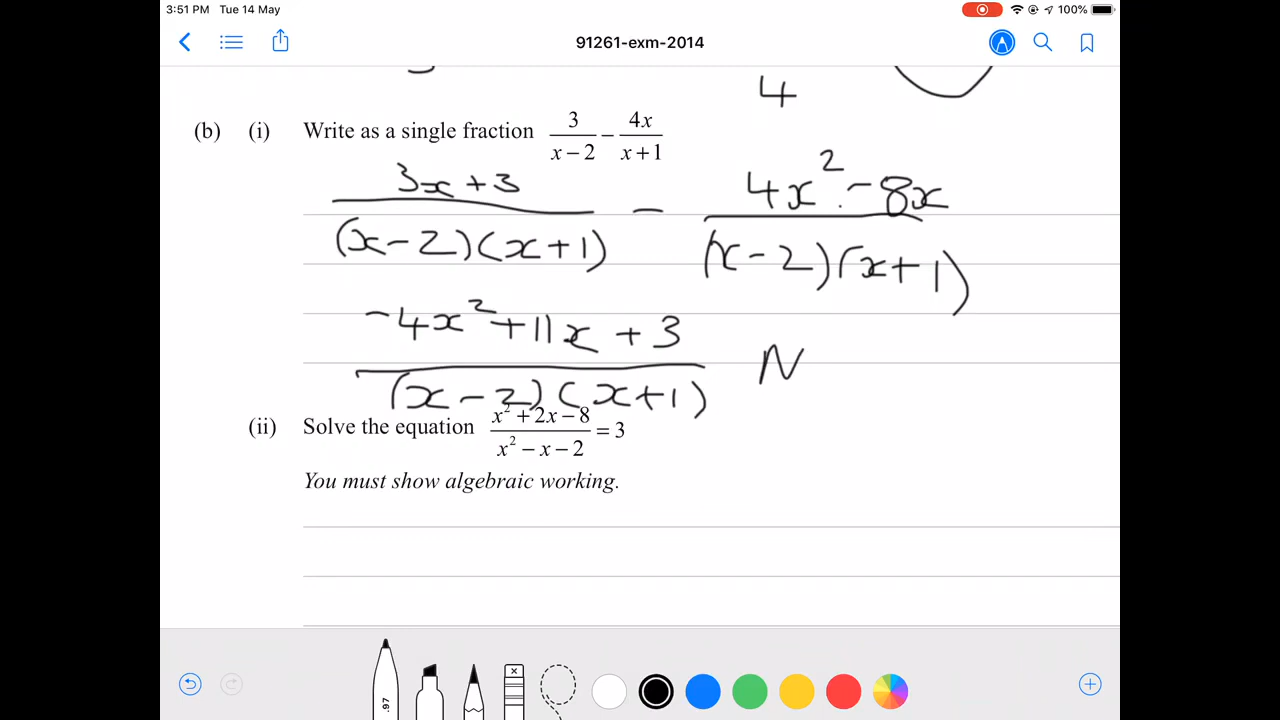 3:51 PM Tue 14 May 100%
91261-exm-2014
4
(b) (i) Write as a single fraction 3/(x − 2) − 4x/(x + 1)
(3x + 3)/((x − 2)(x + 1)) − (4x² − 8x)/((x − 2)(x + 1))
(−4x² + 11x + 3)/((x − 2)(x + 1)) N
(ii) Solve the equation (x² + 2x − 8)/(x² − x − 2) = 3
You must show algebraic working.
.97